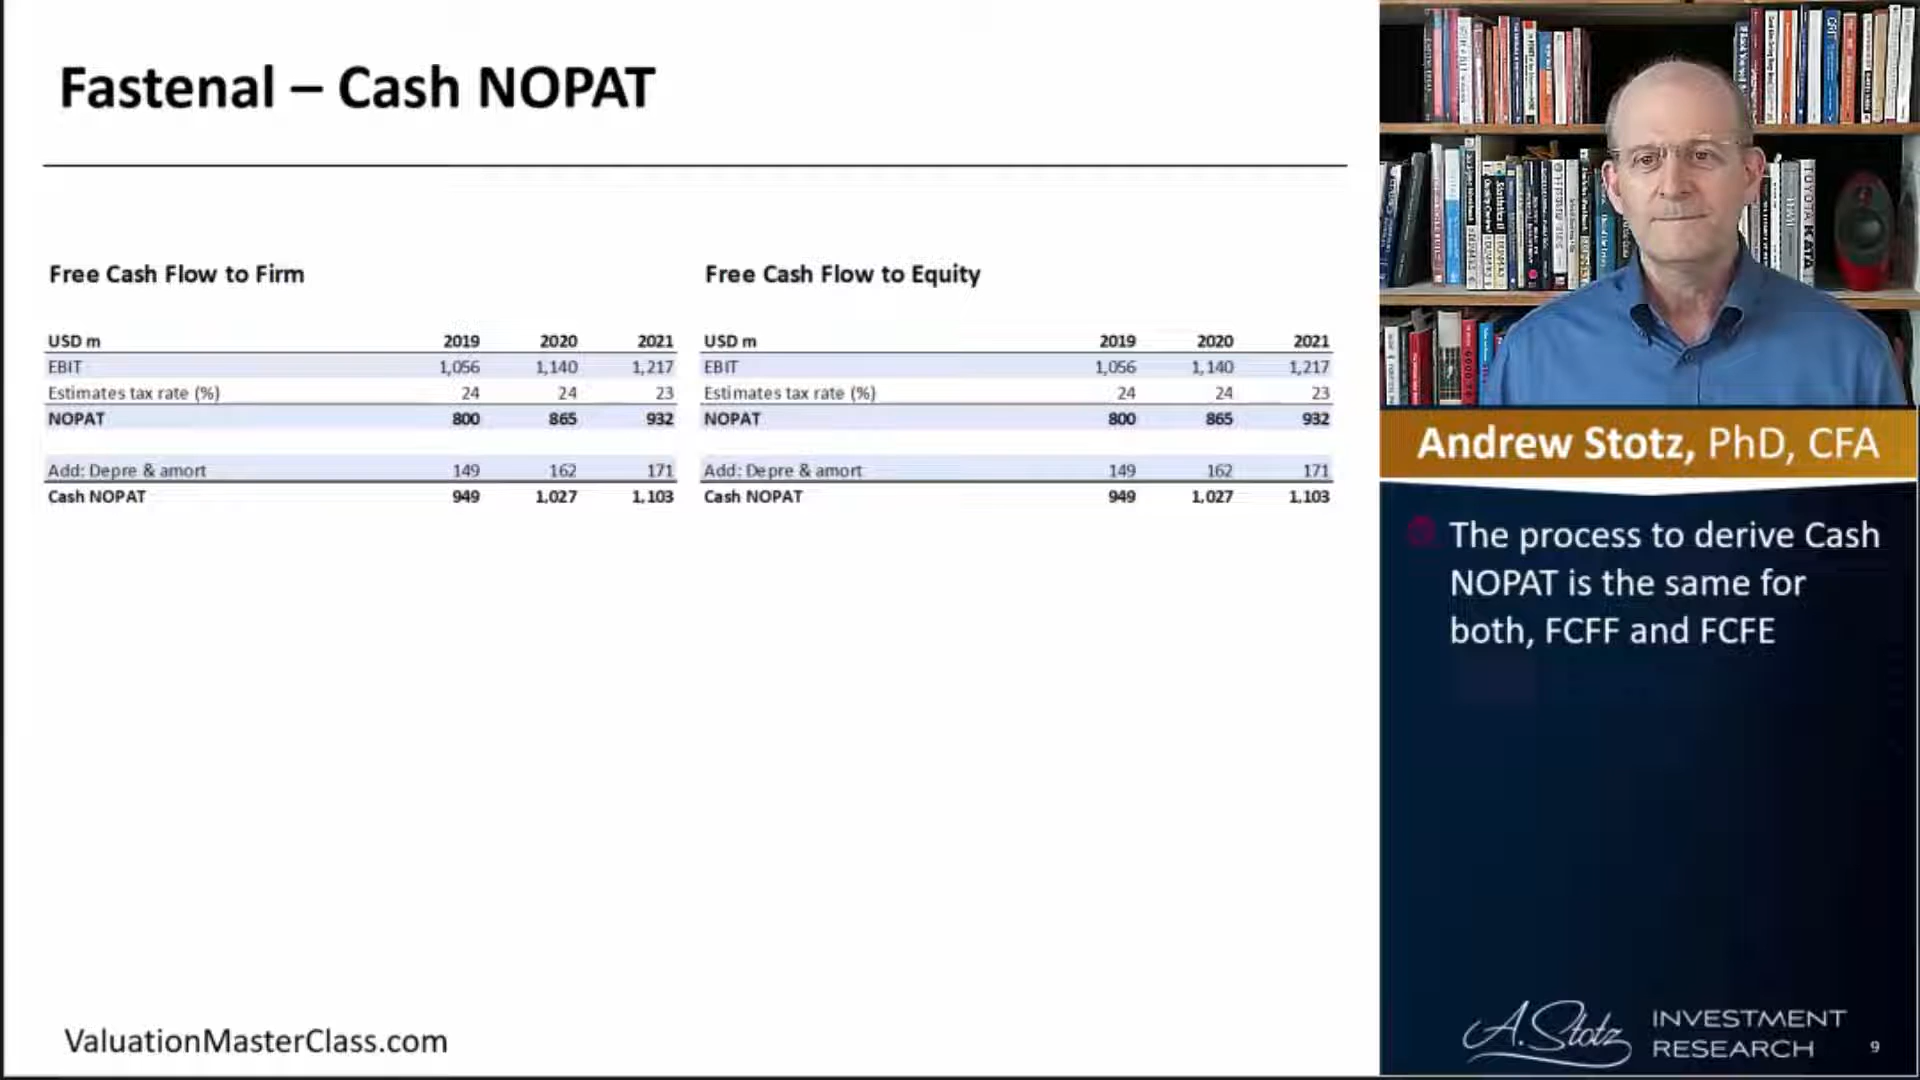 Fastenal – Cash NOPAT
Free Cash Flow to Firm
USD m 2019 2020 2021
EBIT 1,056 1,140 1,217
Estimates tax rate (%) 24 24 23
NOPAT 800 865 932
Add: Depre & amort 149 162 171
Cash NOPAT 949 1,027 1,103
Free Cash Flow to Equity
USD m 2019 2020 2021
EBIT 1,056 1,140 1,217
Estimates tax rate (%) 24 24 23
NOPAT 800 865 932
Add: Depre & amort 149 162 171
Cash NOPAT 949 1,027 1,103
ValuationMasterClass.com
TOYOTA KATA
Andrew Stotz, PhD, CFA
The process to derive Cash
NOPAT is the same for
both, FCFF and FCFE
A. Stotz
INVESTMENT
RESEARCH
9